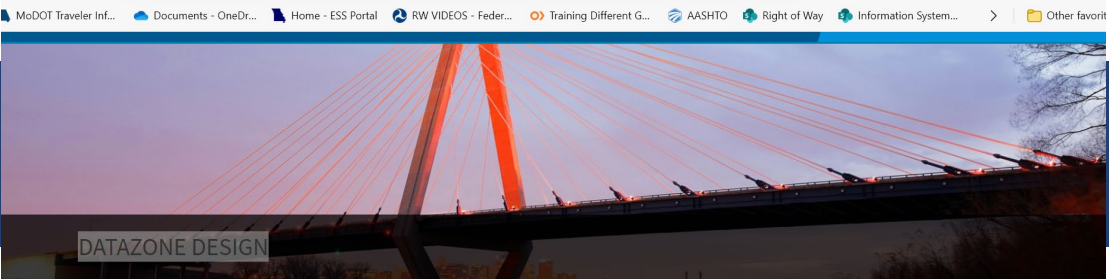 MoDOT Traveler Inf... Documents - OneDr... Home - ESS Portal RW VIDEOS - Feder... Training Different G... AASHTO Right of Way Information System... Other favorit
DATAZONE DESIGN